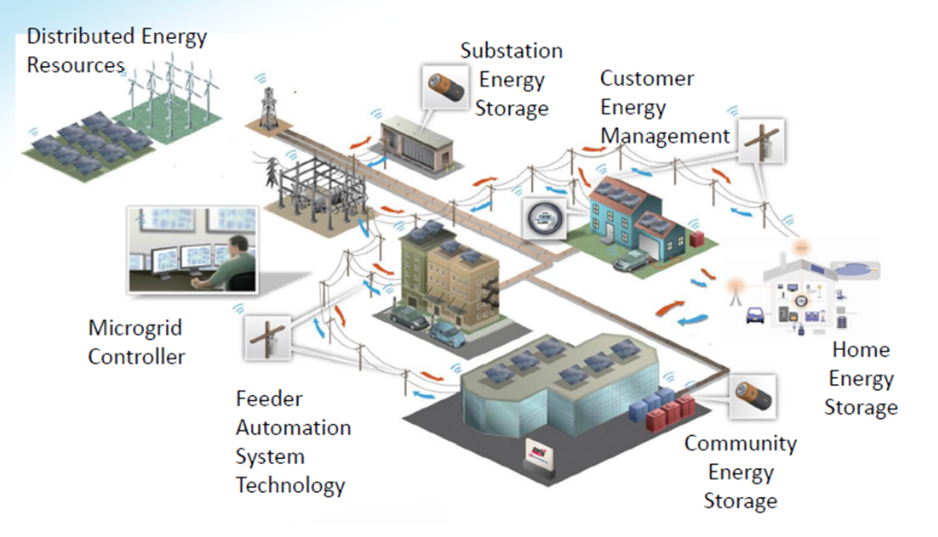 Distributed Energy
Resources
Substation
Energy
Storage
Customer
Energy
Management
Microgrid
Controller
Feeder
Automation
System
Technology
Home
Energy
Storage
Community
Energy
Storage